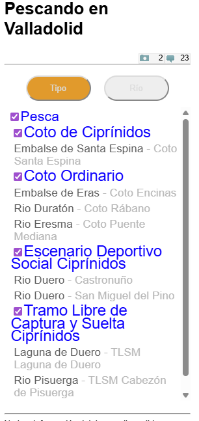 Pescando en
Valladolid
2 23
Tipo
Río
Pesca
Coto de Ciprínidos
Embalse de Santa Espina - Coto
Santa Espina
Coto Ordinario
Embalse de Eras - Coto Encinas
Rio Duratón - Coto Rábano
Rio Eresma - Coto Puente
Mediana
Escenario Deportivo
Social Ciprínidos
Rio Duero - Castronuño
Rio Duero - San Miguel del Pino
Tramo Libre de
Captura y Suelta
Ciprínidos
Laguna de Duero - TLSM
Laguna de Duero
Rio Pisuerga - TLSM Cabezón
de Pisuerga